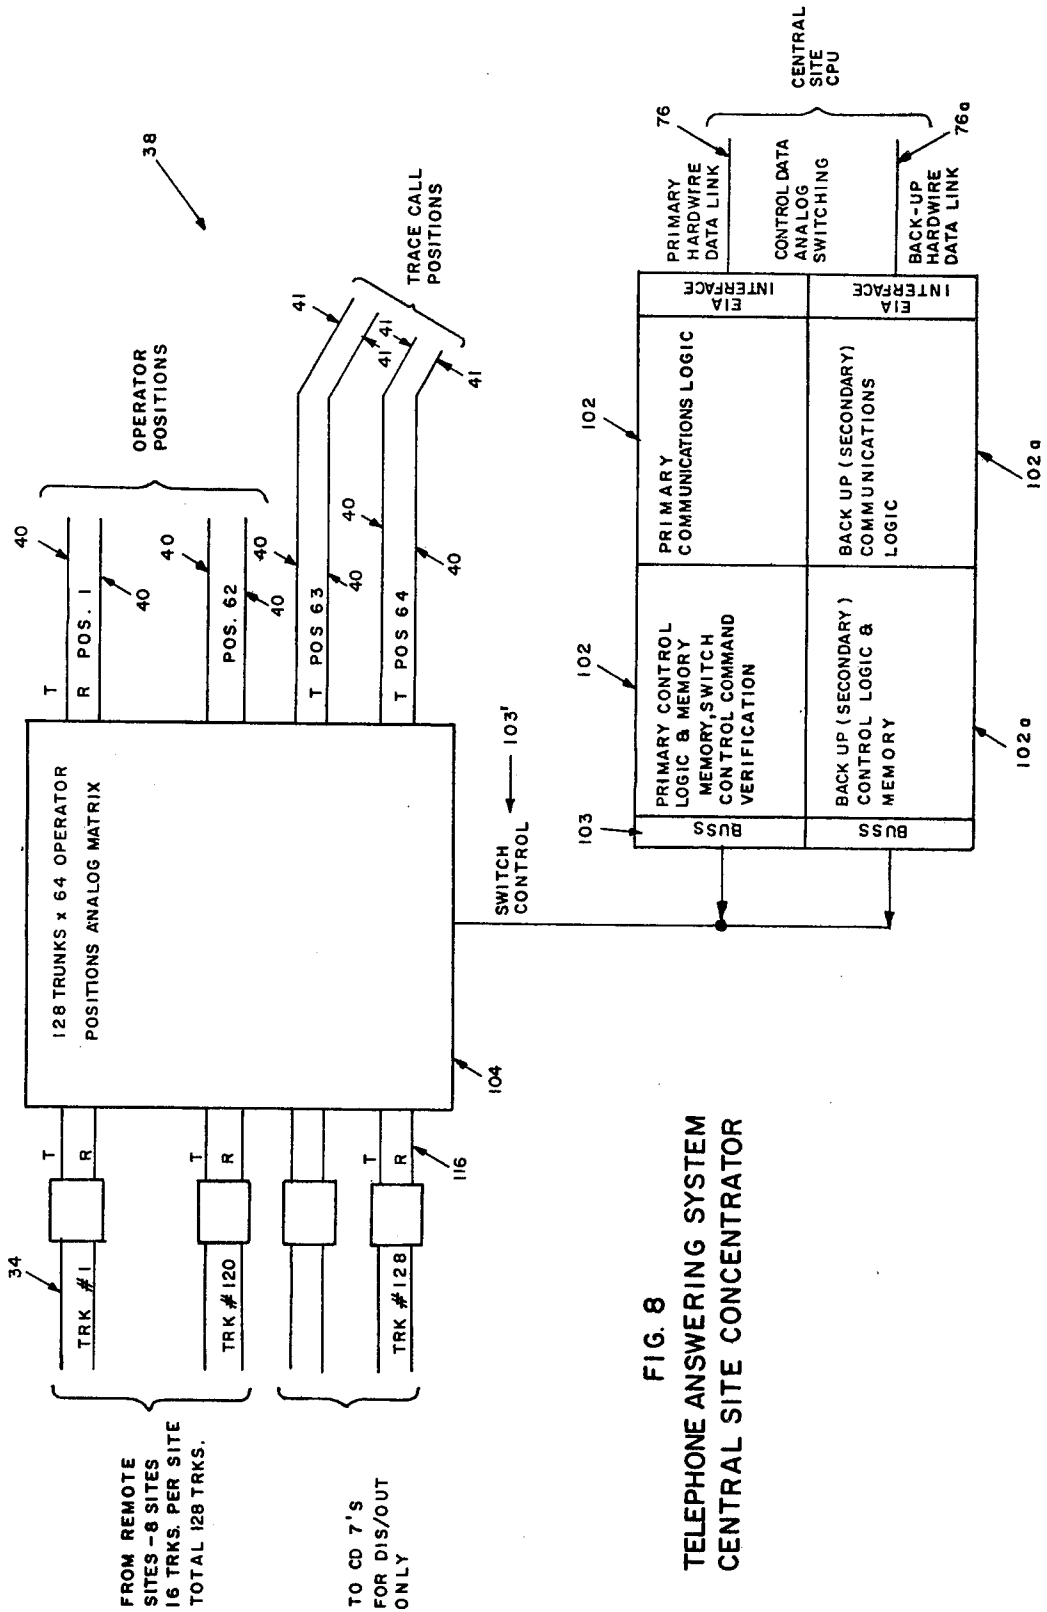 38
OPERATOR
POSITIONS
TRACE CALL
POSITIONS
40
T
R POS. 1
40
40
POS. 62
40
40
T POS 63
40
40
T POS 64
40
41
41
41
41
128 TRUNKS x 64 OPERATOR
POSITIONS ANALOG MATRIX
104
34
T
R
TRK #1
T
R
TRK #120
T
R
TRK #128
116
FROM REMOTE
SITES - 8 SITES
16 TRKS. PER SITE
TOTAL 128 TRKS.
TO CD 7'S
FOR DIS/OUT
ONLY
SWITCH
CONTROL
103'
103
BUSS
BUSS
102
PRIMARY CONTROL
LOGIC & MEMORY
MEMORY, SWITCH
CONTROL COMMAND
VERIFICATION
102
PRIMARY
COMMUNICATIONS LOGIC
BACK UP (SECONDARY)
CONTROL LOGIC &
MEMORY
102a
BACK UP (SECONDARY)
COMMUNICATIONS
LOGIC
102a
EIA
INTERFACE
EIA
INTERFACE
PRIMARY
HARDWIRE
DATA LINK
76
CONTROL DATA
ANALOG
SWITCHING
BACK-UP
HARDWIRE
DATA LINK
76a
CENTRAL
SITE
CPU
FIG. 8
TELEPHONE ANSWERING SYSTEM
CENTRAL SITE CONCENTRATOR